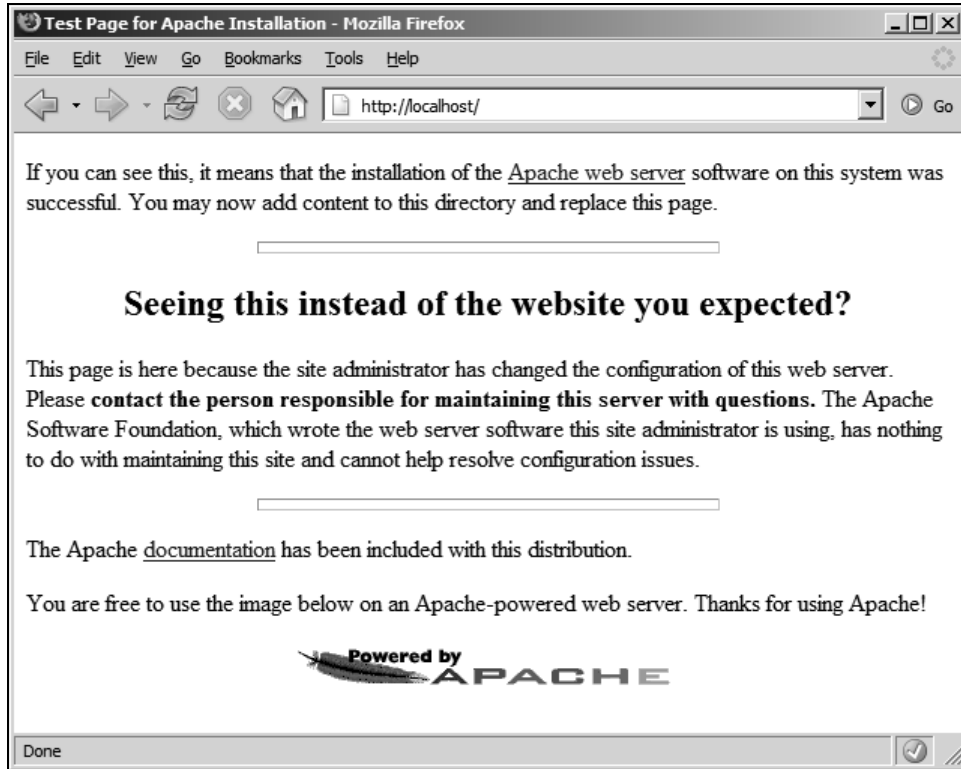 Test Page for Apache Installation - Mozilla Firefox
File Edit View Go Bookmarks Tools Help
http://localhost/ Go
If you can see this, it means that the installation of the Apache web server software on this system was
successful. You may now add content to this directory and replace this page.
Seeing this instead of the website you expected?
This page is here because the site administrator has changed the configuration of this web server.
Please contact the person responsible for maintaining this server with questions. The Apache
Software Foundation, which wrote the web server software this site administrator is using, has nothing
to do with maintaining this site and cannot help resolve configuration issues.
The Apache documentation has been included with this distribution.
You are free to use the image below on an Apache-powered web server. Thanks for using Apache!
Powered by
APACHE
Done